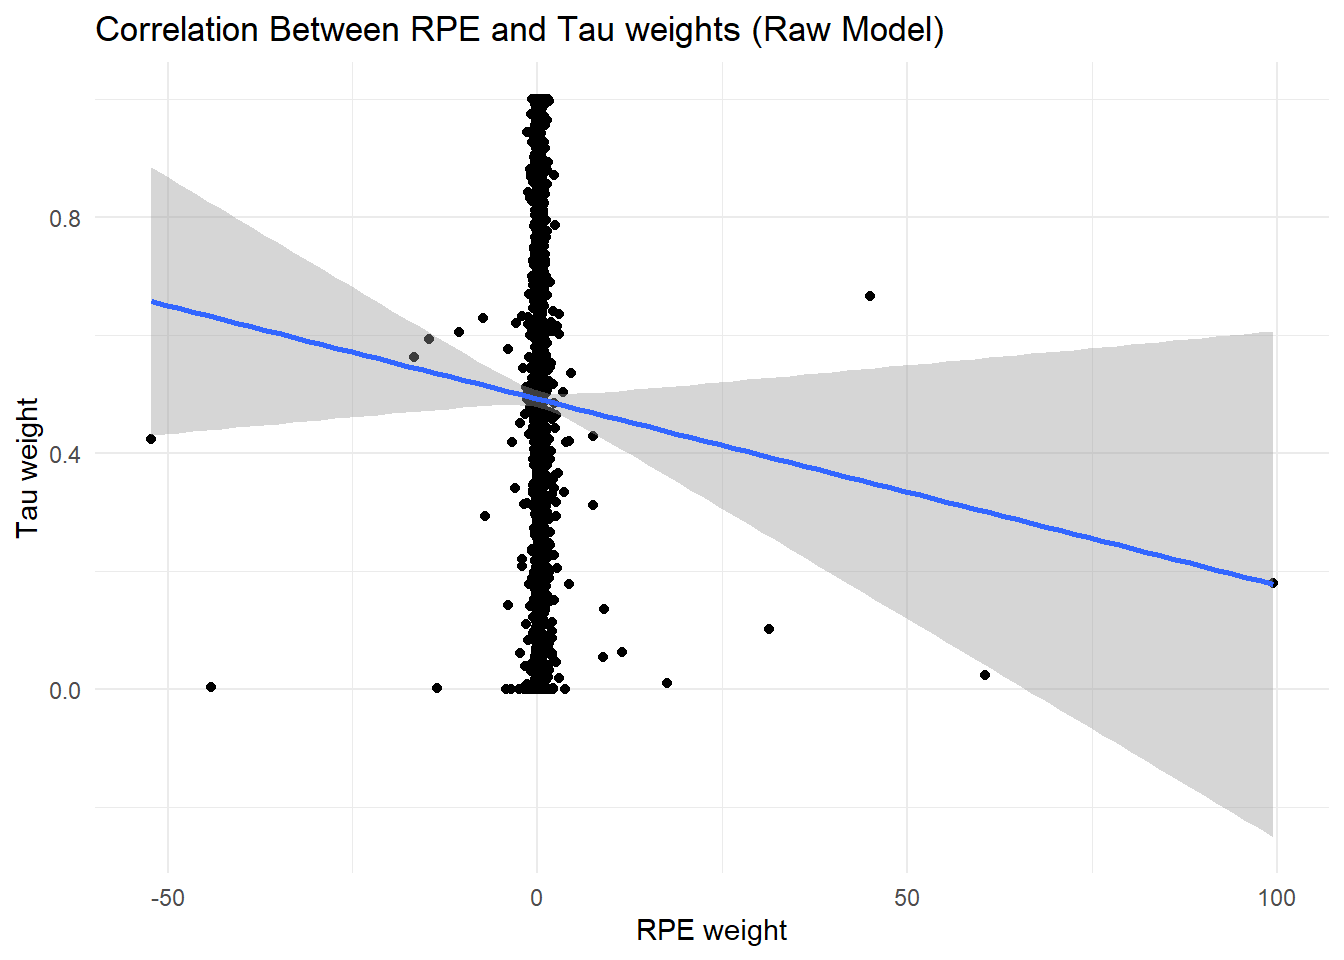 Correlation Between RPE and Tau weights (Raw Model)
Tau weight
0.8
0.4
0.0
-50 0 50 100
RPE weight